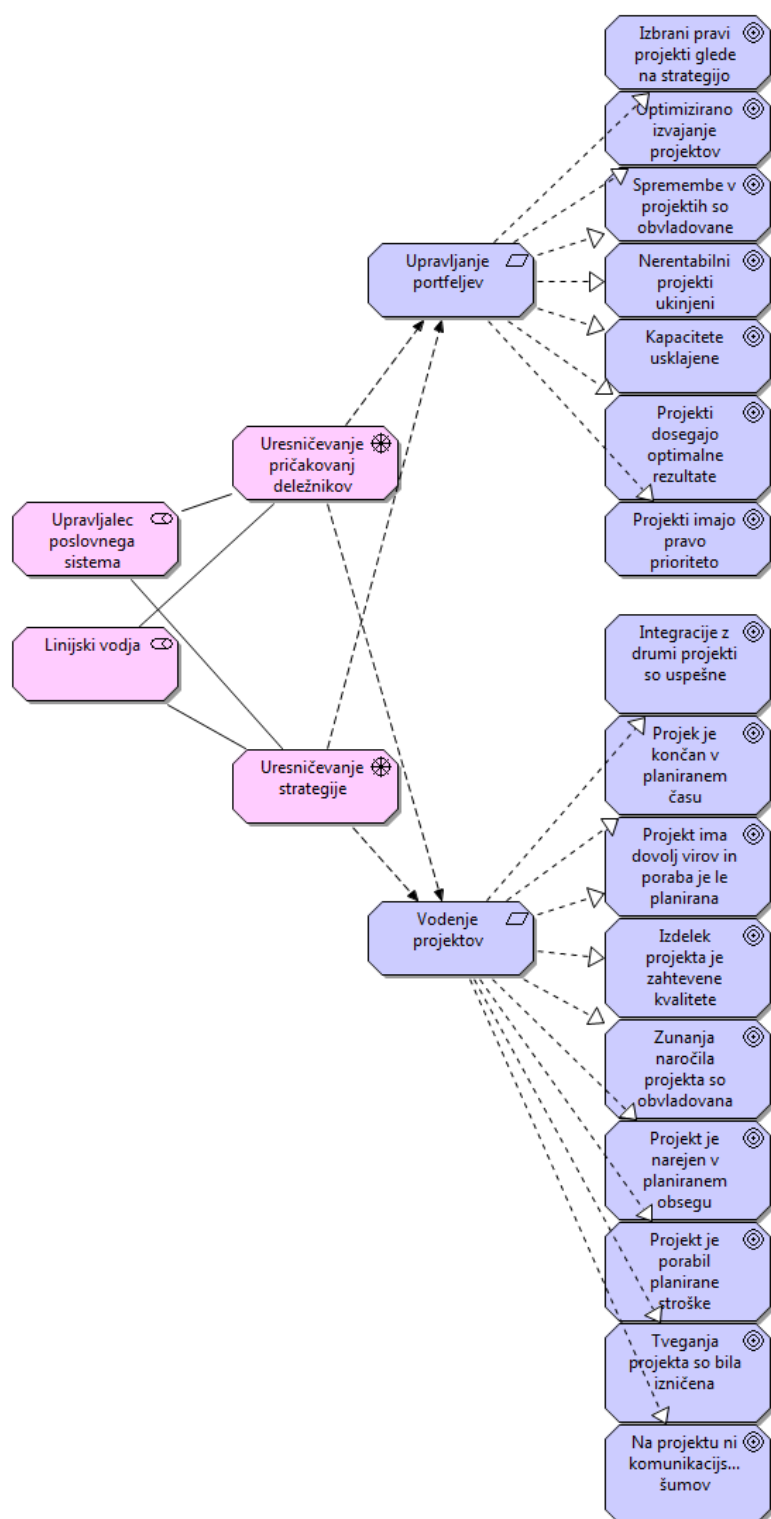 Izbrani pravi
projekti glede
na strategijo
Optimizirano
izvajanje
projektov
Spremembe v
projektih so
obvladovane
Upravljanje
portfeljev
Nerentabilni
projekti
ukinjeni
Kapacitete
usklajene
Projekti
dosegajo
optimalne
rezultate
Projekti imajo
pravo
prioriteto
Uresničevanje
pričakovanj
deležnikov
Upravljalec
poslovnega
sistema
Linijski vodja
Uresničevanje
strategije
Integracije z
drumi projekti
so uspešne
Projek je
končan v
planiranem
času
Projekt ima
dovolj virov in
poraba je le
planirana
Vodenje
projektov
Izdelek
projekta je
zahtevene
kvalitete
Zunanja
naročila
projekta so
obvladovana
Projekt je
narejen v
planiranem
obsegu
Projekt je
porabil
planirane
stroške
Tveganja
projekta so bila
izničena
Na projektu ni
komunikacijs...
šumov